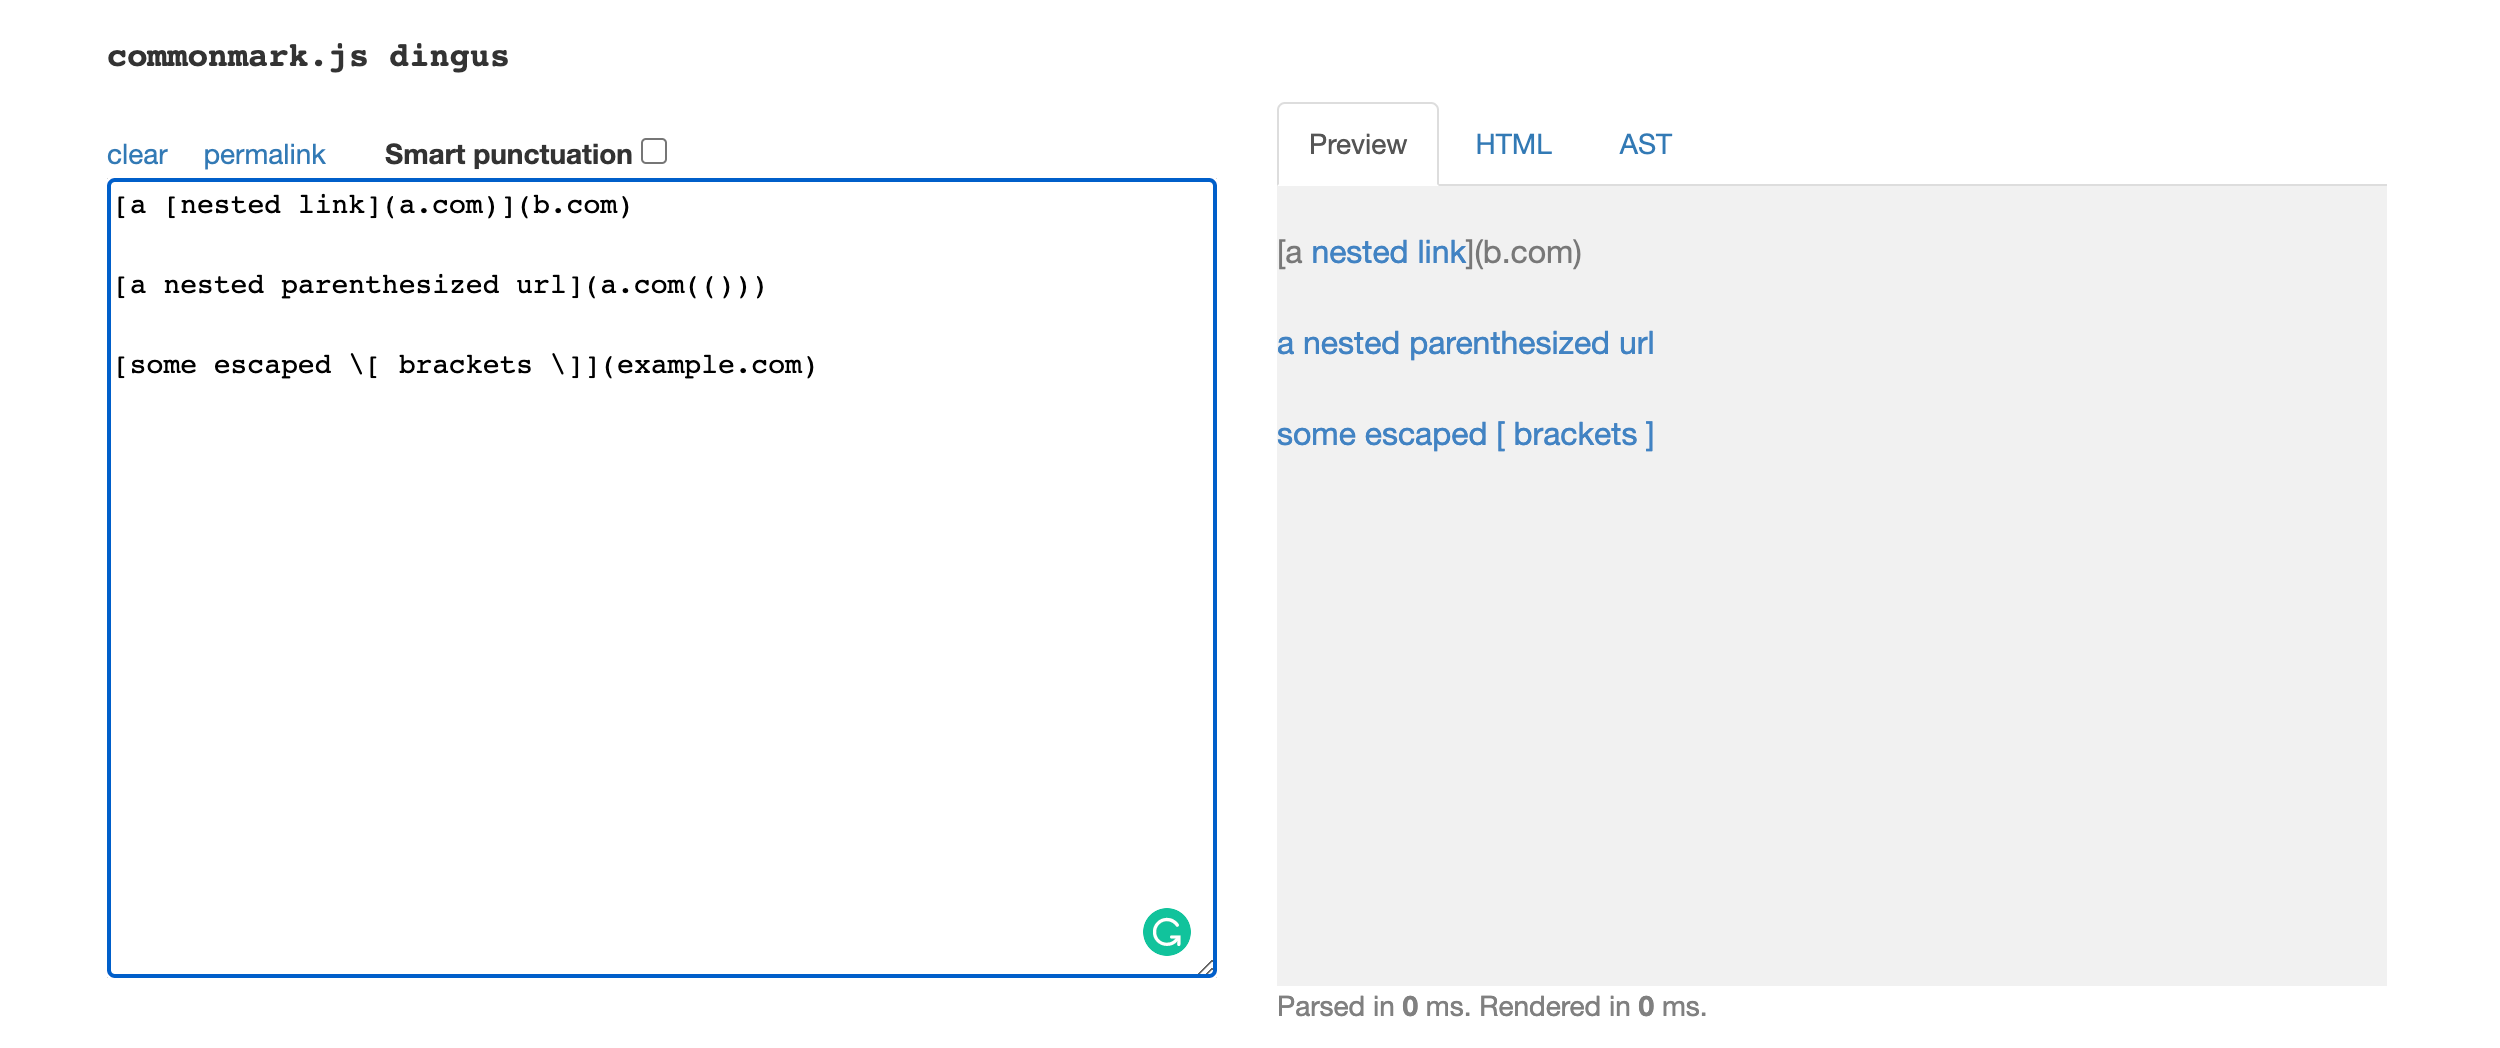 commonmark.js dingus
clear permalink Smart punctuation
[a [nested link](a.com)](b.com)
[a nested parenthesized url](a.com(()))
[some escaped \[ brackets \]](example.com)
Preview HTML AST
[a nested link](b.com)
a nested parenthesized url
some escaped [ brackets ]
Parsed in 0 ms. Rendered in 0 ms.